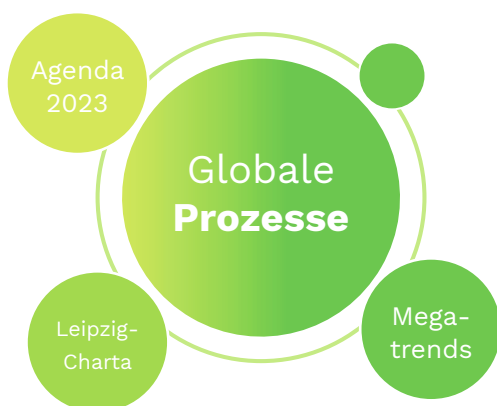 Agenda
2023
Globale
Prozesse
Leipzig-
Charta
Mega-
trends